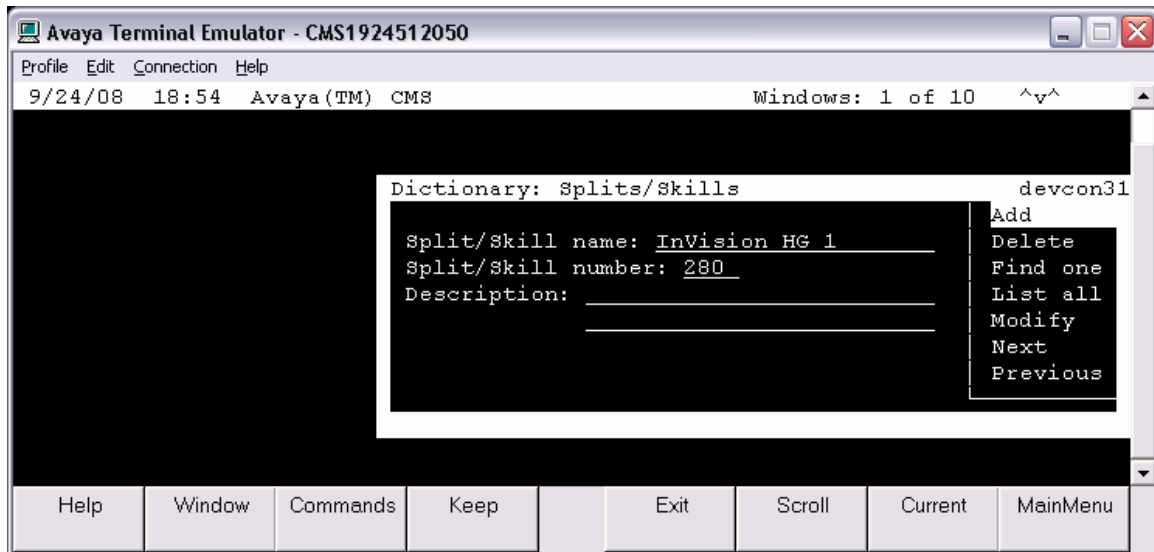 Avaya Terminal Emulator - CMS1924512050
Profile Edit Connection Help
9/24/08 18:54 Avaya(TM) CMS Windows: 1 of 10 ^v^
Dictionary: Splits/Skills devcon31
Add
Split/Skill name: InVision HG 1 Delete
Split/Skill number: 280 Find one
Description: List all
Modify
Next
Previous
Help Window Commands Keep Exit Scroll Current MainMenu